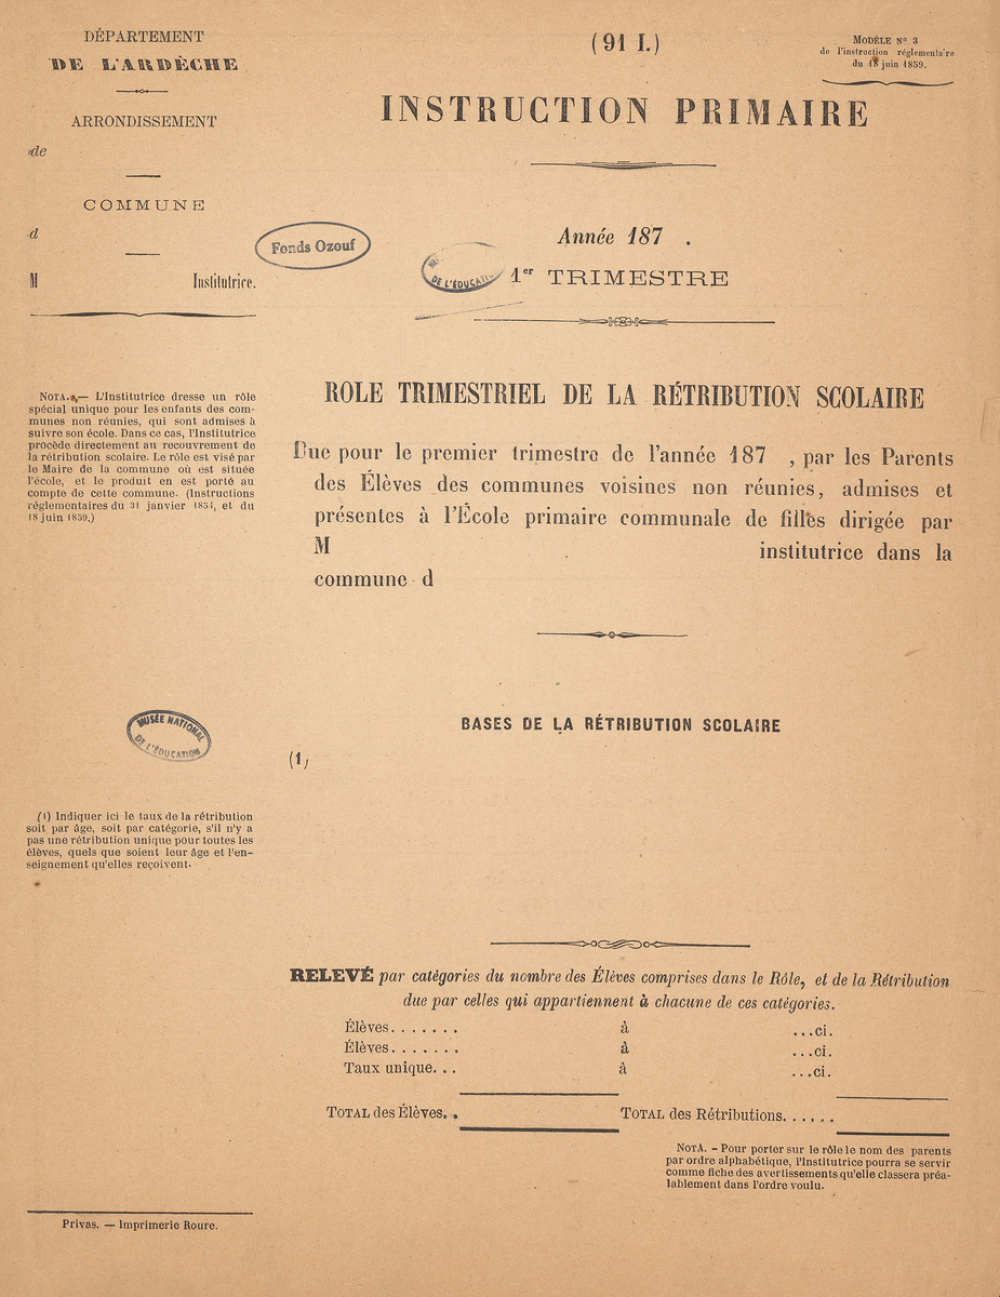 DÉPARTEMENT
DE L'ARDÈCHE
ARRONDISSEMENT
de
COMMUNE
d
M Institutrice.
(91 I.)
MODÈLE N° 3
de l'instruction réglementaire
du 18 juin 1859.
INSTRUCTION PRIMAIRE
Fonds Ozouf
Année 187 .
DE L'ÉDUCATI
1er TRIMESTRE
NOTA. — L'Institutrice dresse un rôle
spécial unique pour les enfants des com-
munes non réunies, qui sont admises à
suivre son école. Dans ce cas, l'Institutrice
procède directement au recouvrement de
la rétribution scolaire. Le rôle est visé par
le Maire de la commune où est située
l'école, et le produit en est porté au
compte de cette commune. (Instructions
réglementaires du 31 janvier 1854, et du
18 juin 1859.)
ROLE TRIMESTRIEL DE LA RÉTRIBUTION SCOLAIRE
Due pour le premier trimestre de l'année 187 , par les Parents
des Élèves des communes voisines non réunies, admises et
présentes à l'École primaire communale de filles dirigée par
M institutrice dans la
commune d
MUSÉE NATIONAL
DE L'ÉDUCATION
BASES DE LA RÉTRIBUTION SCOLAIRE
(1)
(1) Indiquer ici le taux de la rétribution
soit par âge, soit par catégorie, s'il n'y a
pas une rétribution unique pour toutes les
élèves, quels que soient leur âge et l'en-
seignement qu'elles reçoivent.
RELEVÉ par catégories du nombre des Élèves comprises dans le Rôle, et de la Rétribution
due par celles qui appartiennent à chacune de ces catégories.
Élèves....... à ...ci.
Élèves....... à ...ci.
Taux unique... à ...ci.
TOTAL des Élèves.. TOTAL des Rétributions......
NOTA. – Pour porter sur le rôle le nom des parents
par ordre alphabétique, l'Institutrice pourra se servir
comme fiche des avertissements qu'elle classera préa-
lablement dans l'ordre voulu.
Privas. — Imprimerie Roure.